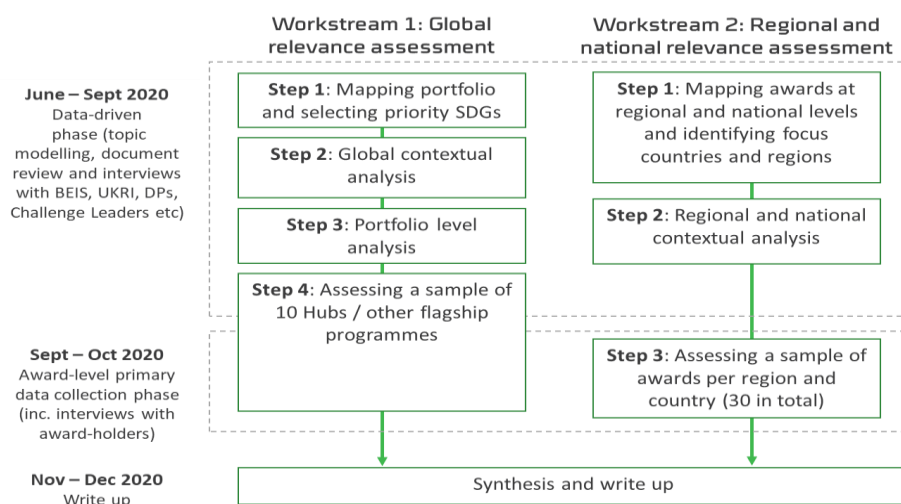 Workstream 1: Global
relevance assessment
Workstream 2: Regional and
national relevance assessment
June – Sept 2020
Data-driven
phase (topic
modelling, document
review and interviews
with BEIS, UKRI, DPs,
Challenge Leaders etc)
Step 1: Mapping portfolio
and selecting priority SDGs
Step 2: Global contextual
analysis
Step 3: Portfolio level
analysis
Step 4: Assessing a sample of
10 Hubs / other flagship
programmes
Step 1: Mapping awards at
regional and national levels
and identifying focus
countries and regions
Step 2: Regional and national
contextual analysis
Sept – Oct 2020
Award-level primary
data collection phase
(inc. interviews with
award-holders)
Step 3: Assessing a sample of
awards per region and
country (30 in total)
Nov – Dec 2020
Write up
Synthesis and write up